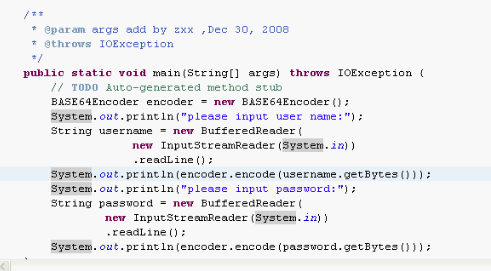 /**
* @param args add by zxx ,Dec 30, 2008
* @throws IOException
*/
public static void main(String[] args) throws IOException {
// TODO Auto-generated method stub
BASE64Encoder encoder = new BASE64Encoder();
System.out.println("please input user name:");
String username = new BufferedReader(
new InputStreamReader(System.in))
.readLine();
System.out.println(encoder.encode(username.getBytes()));
System.out.println("please input password:");
String password = new BufferedReader(
new InputStreamReader(System.in))
.readLine();
System.out.println(encoder.encode(password.getBytes()));